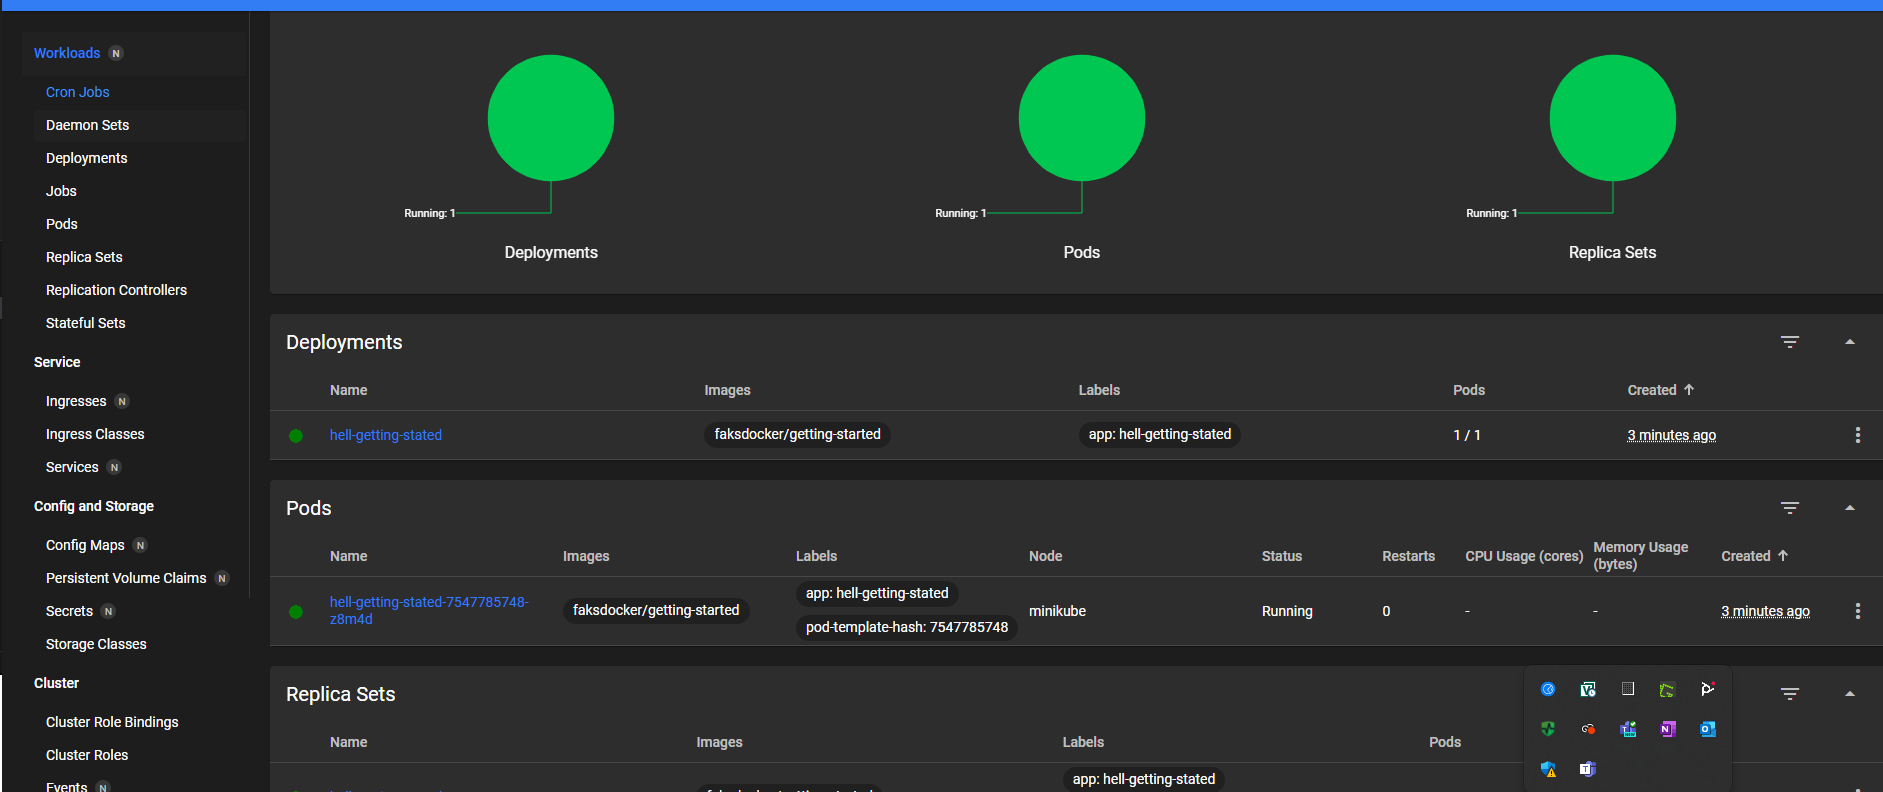 Workloads N
Cron Jobs
Daemon Sets
Deployments
Jobs
Pods
Replica Sets
Replication Controllers
Stateful Sets
Service
Ingresses N
Ingress Classes
Services N
Config and Storage
Config Maps N
Persistent Volume Claims N
Secrets N
Storage Classes
Cluster
Cluster Role Bindings
Cluster Roles
Events N
Running: 1
Deployments
Running: 1
Pods
Running: 1
Replica Sets
Deployments
Name Images Labels Pods Created
hell-getting-stated faksdocker/getting-started app: hell-getting-stated 1 / 1 3 minutes ago
Pods
Name Images Labels Node Status Restarts CPU Usage (cores) Memory Usage (bytes) Created
hell-getting-stated-7547785748-
z8m4d
faksdocker/getting-started
app: hell-getting-stated
pod-template-hash: 7547785748
minikube Running 0 - - 3 minutes ago
Replica Sets
Name Images Labels Pods
app: hell-getting-stated